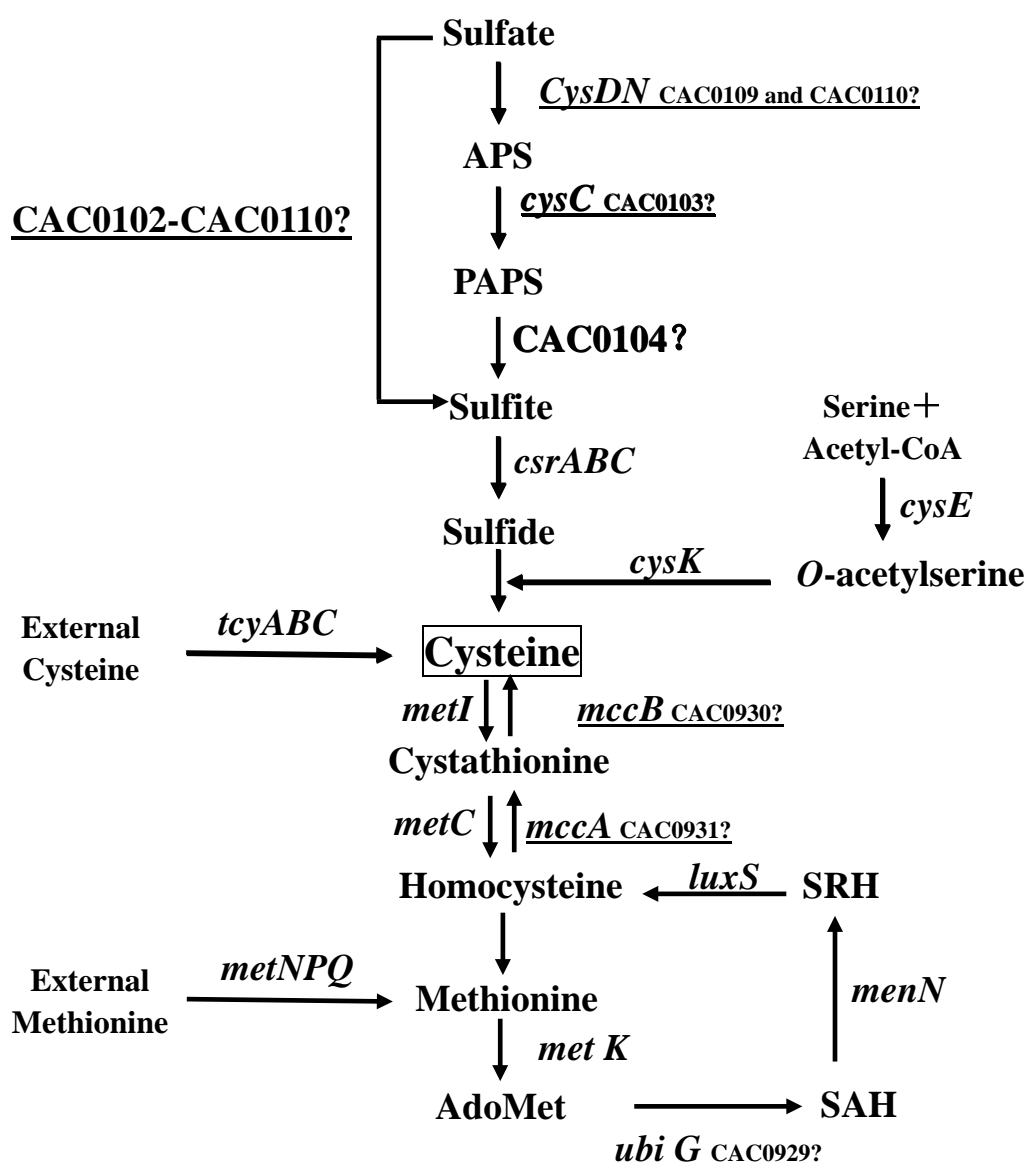 Sulfate
CysDN CAC0109 and CAC0110?
APS
cysC CAC0103?
CAC0102-CAC0110?
PAPS
CAC0104?
Sulfite
Serine+
Acetyl-CoA
csrABC
cysE
Sulfide
cysK
O-acetylserine
External
Cysteine
tcyABC
Cysteine
metI
mccB CAC0930?
Cystathionine
metC
mccA CAC0931?
Homocysteine
luxS
SRH
External
Methionine
metNPQ
Methionine
menN
met K
AdoMet
SAH
ubi G CAC0929?